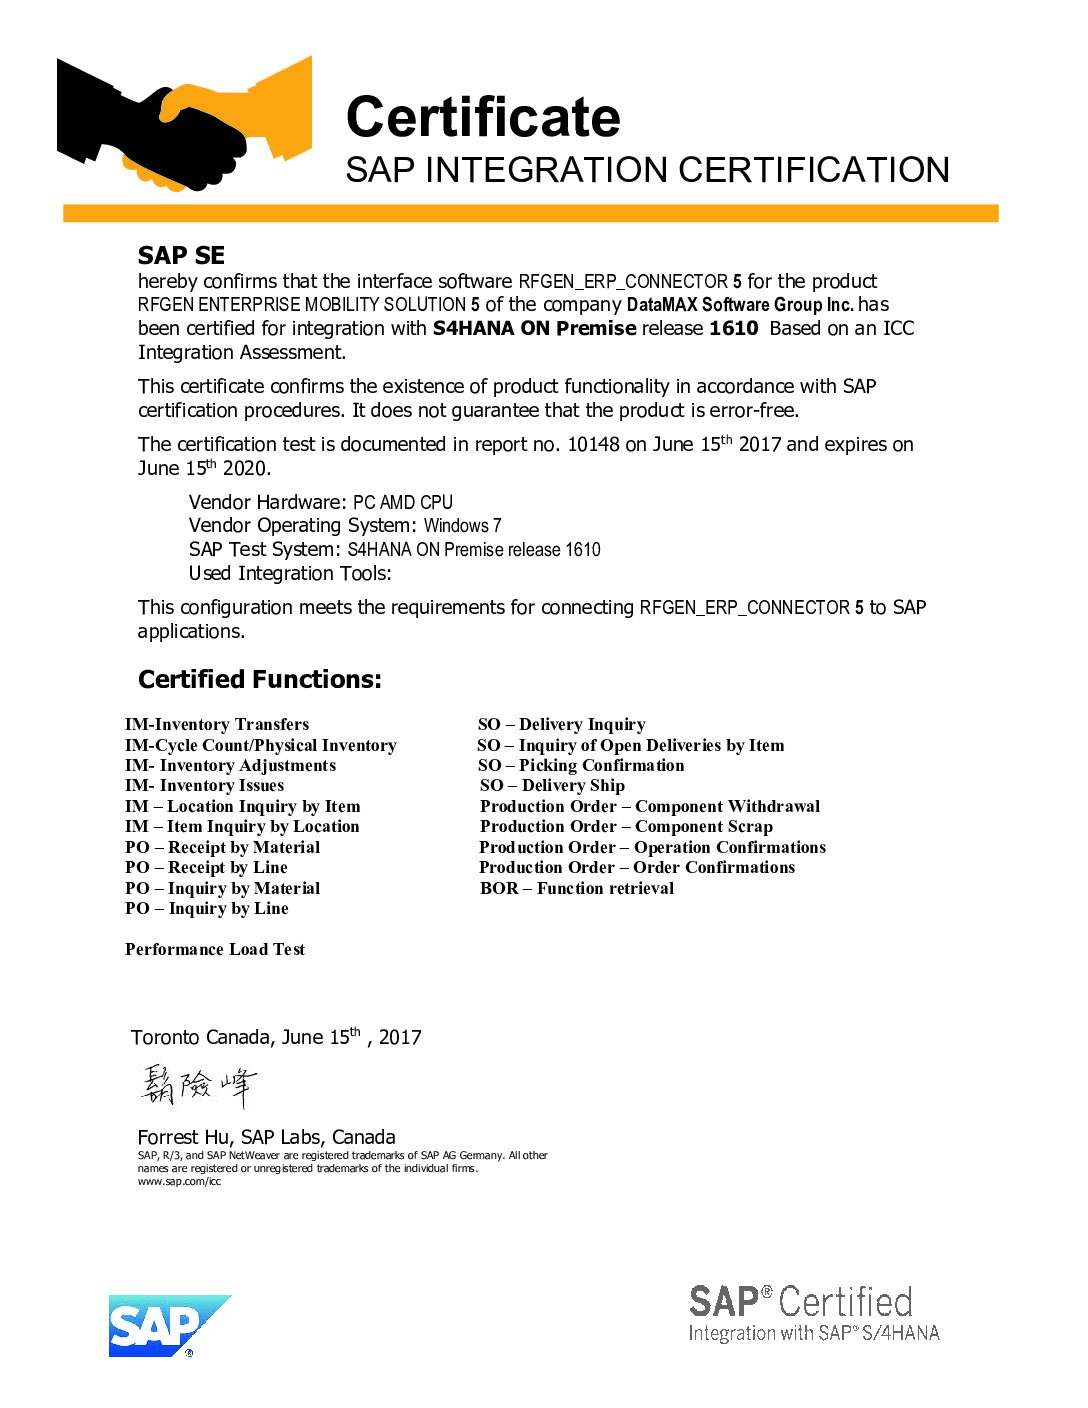 Certificate
SAP INTEGRATION CERTIFICATION
SAP SE
hereby confirms that the interface software RFGEN_ERP_CONNECTOR 5 for the product
RFGEN ENTERPRISE MOBILITY SOLUTION 5 of the company DataMAX Software Group Inc. has
been certified for integration with S4HANA ON Premise release 1610 Based on an ICC
Integration Assessment.
This certificate confirms the existence of product functionality in accordance with SAP
certification procedures. It does not guarantee that the product is error-free.
The certification test is documented in report no. 10148 on June 15th 2017 and expires on
June 15th 2020.
Vendor Hardware: PC AMD CPU
Vendor Operating System: Windows 7
SAP Test System: S4HANA ON Premise release 1610
Used Integration Tools:
This configuration meets the requirements for connecting RFGEN_ERP_CONNECTOR 5 to SAP
applications.
Certified Functions:
IM-Inventory Transfers
IM-Cycle Count/Physical Inventory
IM- Inventory Adjustments
IM- Inventory Issues
IM – Location Inquiry by Item
IM – Item Inquiry by Location
PO – Receipt by Material
PO – Receipt by Line
PO – Inquiry by Material
PO – Inquiry by Line
SO – Delivery Inquiry
SO – Inquiry of Open Deliveries by Item
SO – Picking Confirmation
SO – Delivery Ship
Production Order – Component Withdrawal
Production Order – Component Scrap
Production Order – Operation Confirmations
Production Order – Order Confirmations
BOR – Function retrieval
Performance Load Test
Toronto Canada, June 15th , 2017
險峰
Forrest Hu, SAP Labs, Canada
SAP, R/3, and SAP NetWeaver are registered trademarks of SAP AG Germany. All other
names are registered or unregistered trademarks of the individual firms.
www.sap.com/icc
SAP®
SAP® Certified
Integration with SAP® S/4HANA